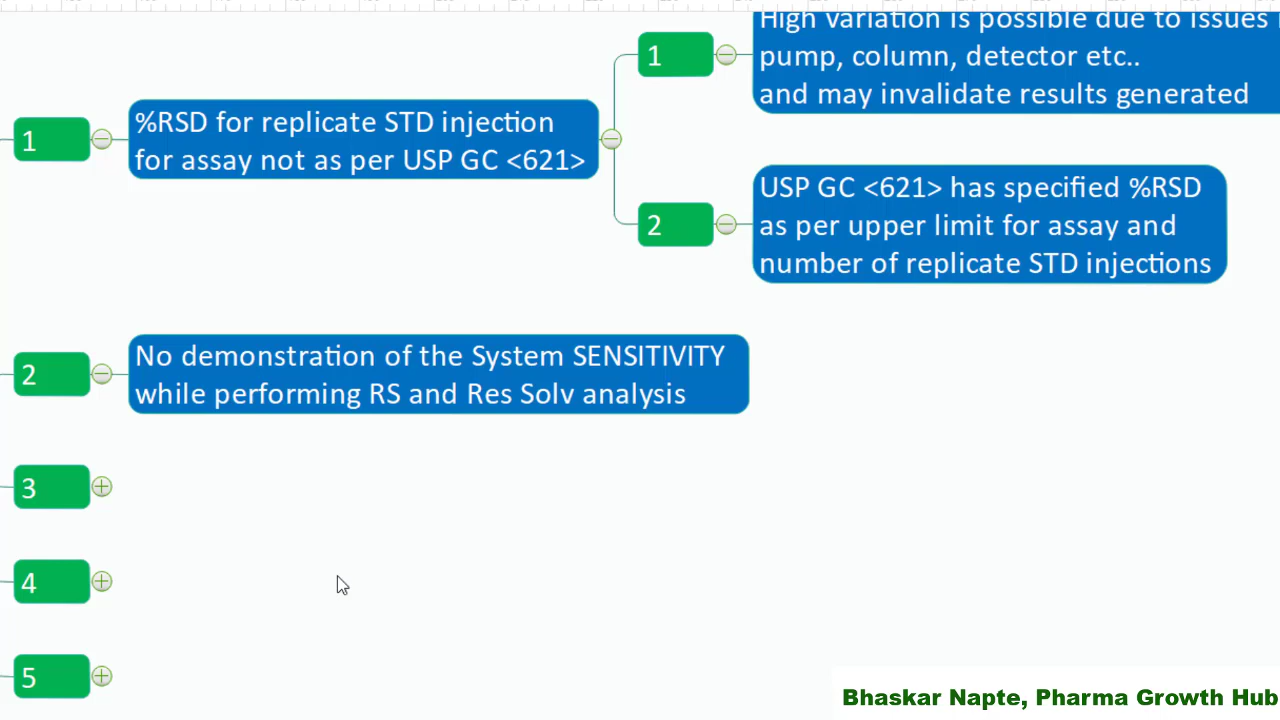 1
%RSD for replicate STD injection
for assay not as per USP GC <621>
1
High variation is possible due to issues
pump, column, detector etc..
and may invalidate results generated
2
USP GC <621> has specified %RSD
as per upper limit for assay and
number of replicate STD injections
2
No demonstration of the System SENSITIVITY
while performing RS and Res Solv analysis
3
4
5
Bhaskar Napte, Pharma Growth Hub